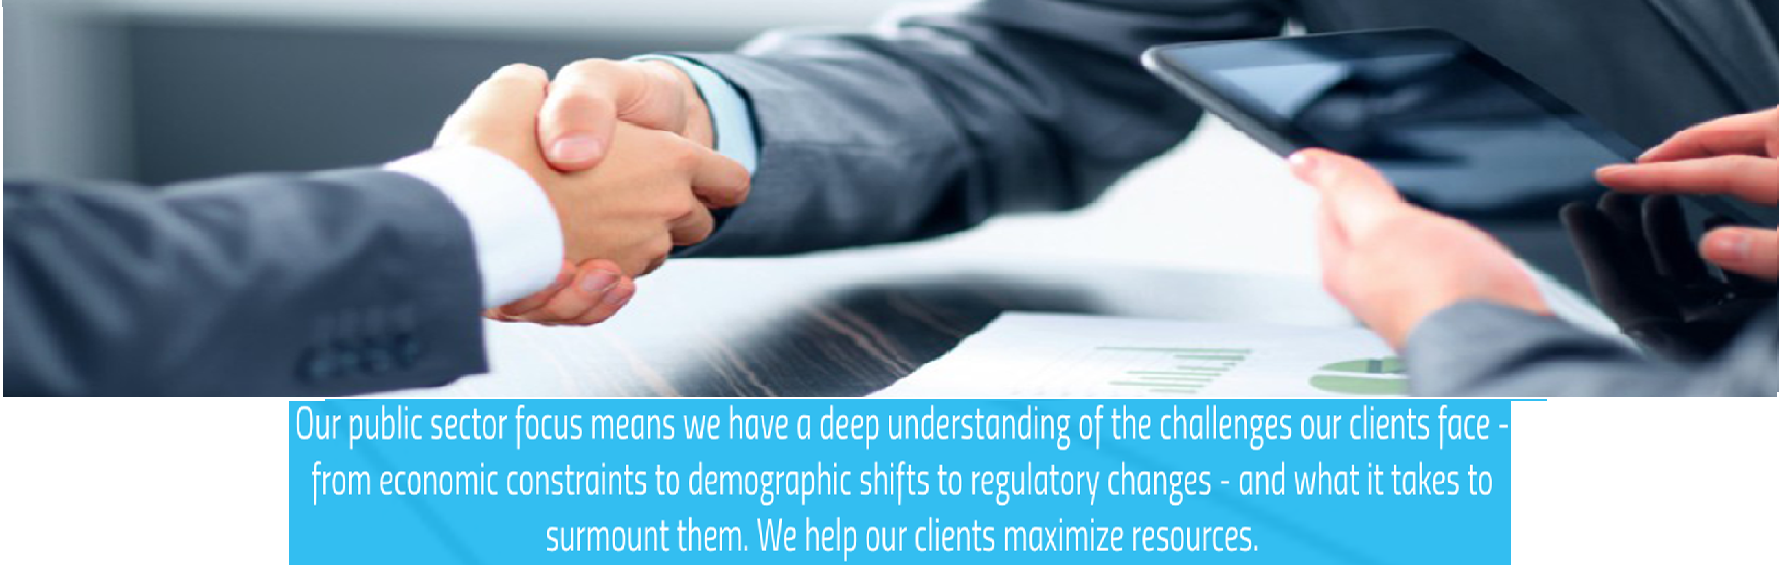 Our public sector focus means we have a deep understanding of the challenges our clients face -
from economic constraints to demographic shifts to regulatory changes - and what it takes to
surmount them. We help our clients maximize resources.